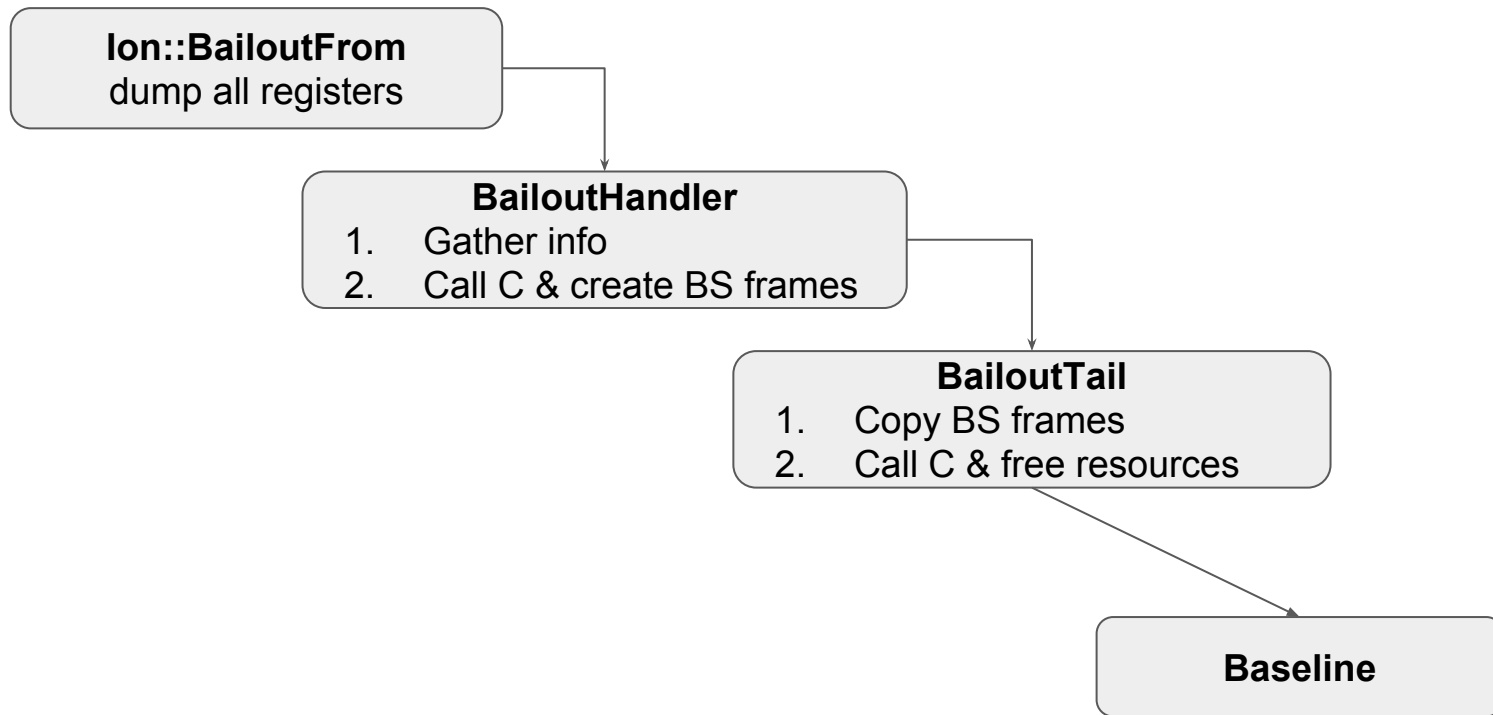 Ion::BailoutFrom
dump all registers
BailoutHandler
1. Gather info
2. Call C & create BS frames
BailoutTail
1. Copy BS frames
2. Call C & free resources
Baseline